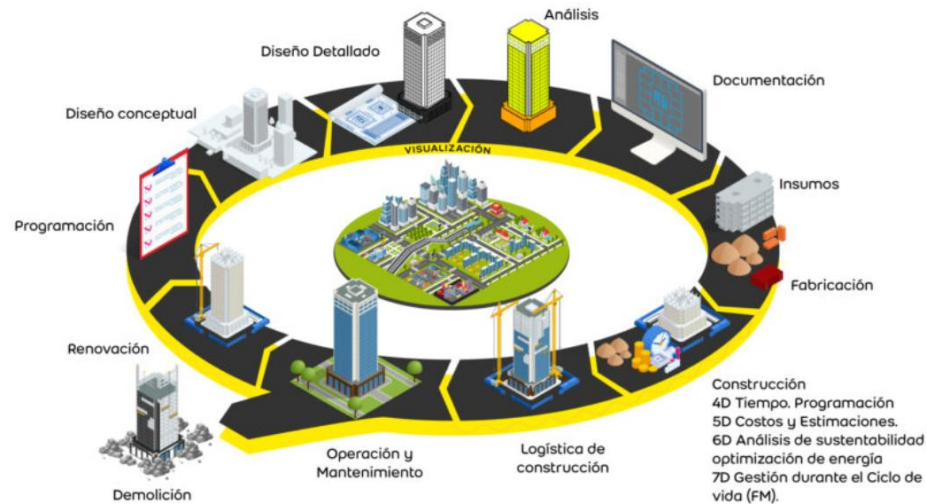 Análisis
Diseño Detallado
Documentación
Diseño conceptual
VISUALIZACIÓN
Insumos
Programación
Fabricación
Renovación
Construcción
4D Tiempo. Programación
5D Costos y Estimaciones.
6D Análisis de sustentabilidad
optimización de energía
7D Gestión durante el Ciclo de
vida (FM).
Logística de
construcción
Operación y
Mantenimiento
Demolición